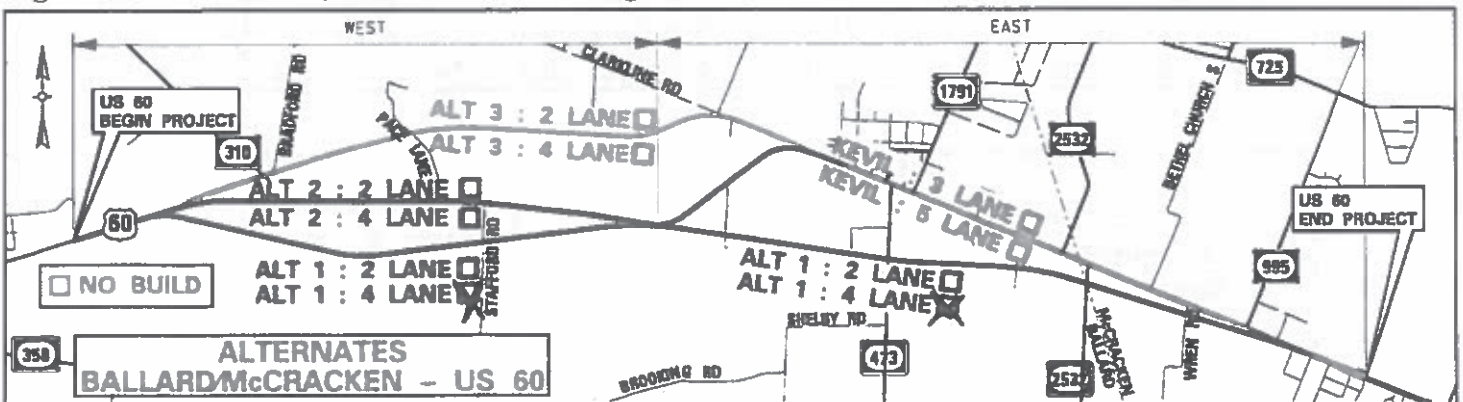 WEST
EAST
CLARKLINE RD
725
1791
US 60
BEGIN PROJECT
BRADFORD RD
PACE LANE
ALT 3 : 2 LANE
ALT 3 : 4 LANE
310
2532
BETHEL CHURCH
KEVIL : 3 LANE
KEVIL : 5 LANE
ALT 2 : 2 LANE
ALT 2 : 4 LANE
60
US 60
END PROJECT
STAFFORD RD
ALT 1 : 2 LANE
ALT 1 : 4 LANE
ALT 1 : 2 LANE
ALT 1 : 4 LANE
NO BUILD
995
SHELBY RD
McCRACKEN
BALLARD
WREN
358
ALTERNATES
BALLARD/McCRACKEN - US 60
473
2532
BROOKING RD